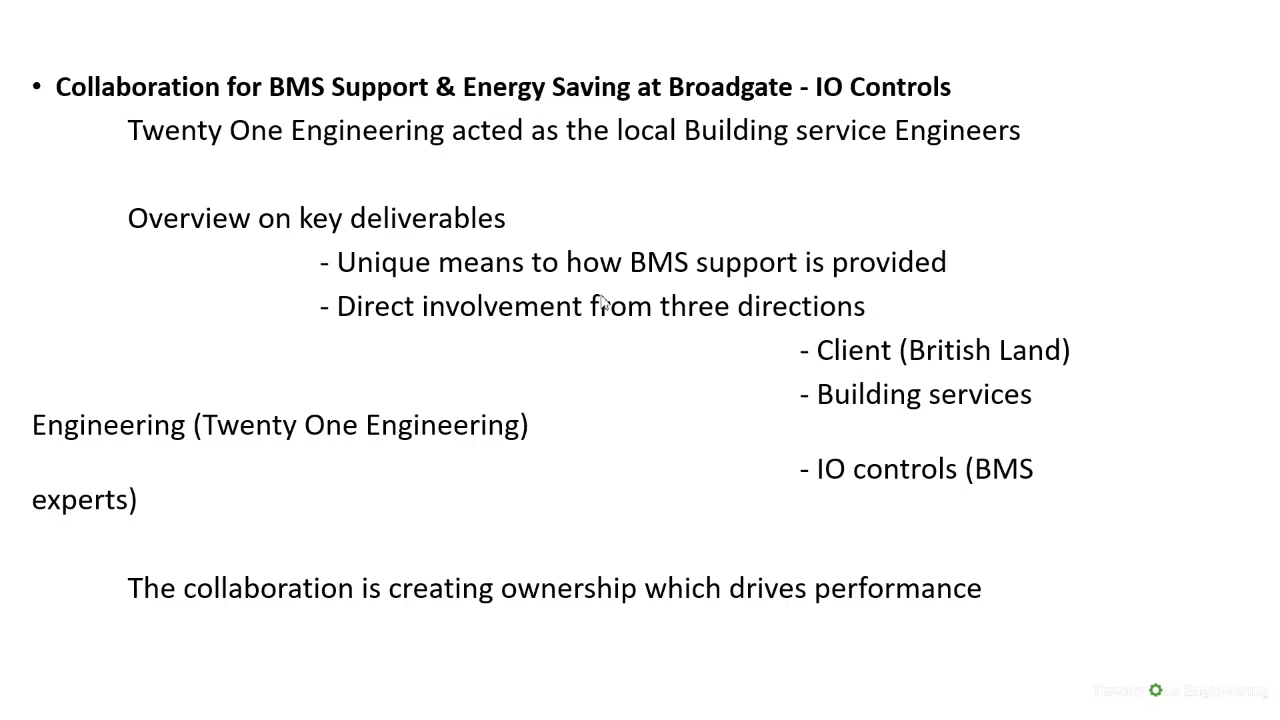 • Collaboration for BMS Support & Energy Saving at Broadgate - IO Controls
Twenty One Engineering acted as the local Building service Engineers
Overview on key deliverables
- Unique means to how BMS support is provided
- Direct involvement from three directions
- Client (British Land)
- Building services
Engineering (Twenty One Engineering)
- IO controls (BMS
experts)
The collaboration is creating ownership which drives performance
Twenty One Engineering